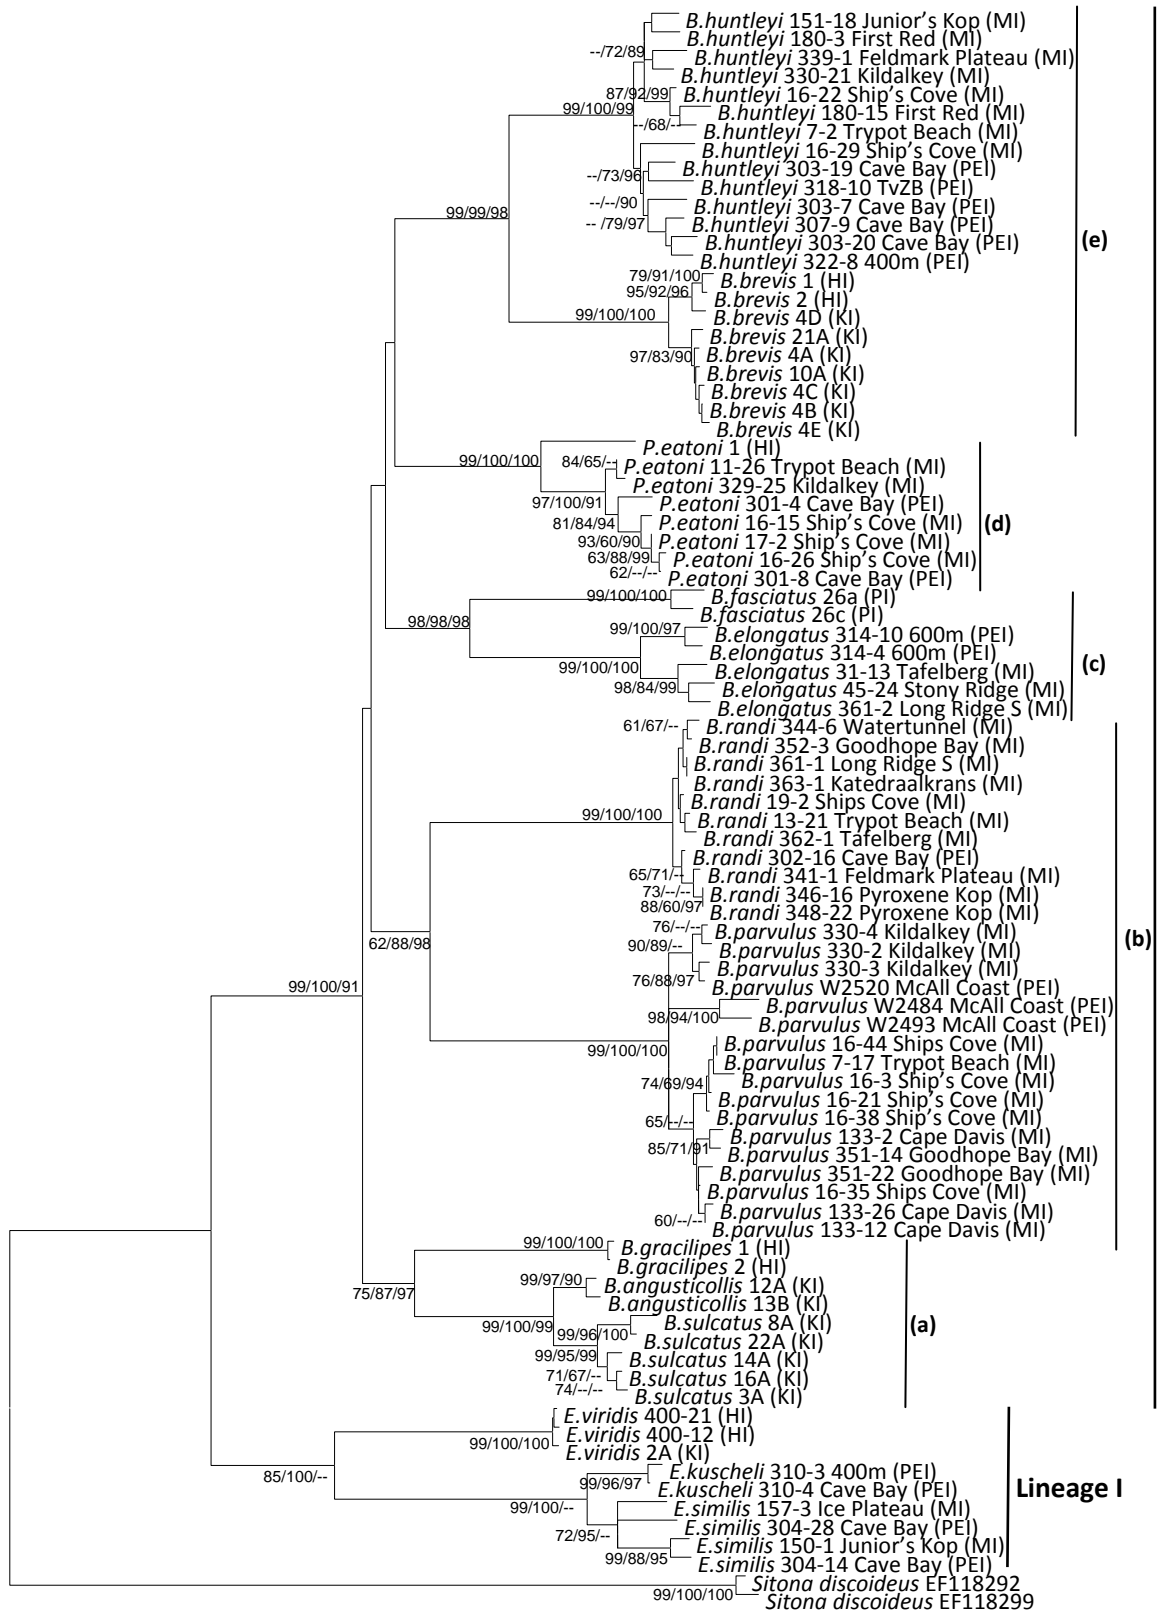 B.huntleyi 151-18 Junior's Kop (MI)
B.huntleyi 180-3 First Red (MI)
--/72/89
B.huntleyi 339-1 Feldmark Plateau (MI)
B.huntleyi 330-21 Kildalkey (MI)
87/92/99
B.huntleyi 16-22 Ship's Cove (MI)
99/100/99
B.huntleyi 180-15 First Red (MI)
--/68/--
B.huntleyi 7-2 Trypot Beach (MI)
B.huntleyi 16-29 Ship's Cove (MI)
--/73/96
B.huntleyi 303-19 Cave Bay (PEI)
B.huntleyi 318-10 TvZB (PEI)
--/--/90
B.huntleyi 303-7 Cave Bay (PEI)
99/99/98
-- /79/97
B.huntleyi 307-9 Cave Bay (PEI)
B.huntleyi 303-20 Cave Bay (PEI)
(e)
B.huntleyi 322-8 400m (PEI)
79/91/100
B.brevis 1 (HI)
95/92/96
B.brevis 2 (HI)
99/100/100
B.brevis 4D (KI)
B.brevis 21A (KI)
97/83/90
B.brevis 4A (KI)
B.brevis 10A (KI)
B.brevis 4C (KI)
B.brevis 4B (KI)
B.brevis 4E (KI)
P.eatoni 1 (HI)
99/100/100
84/65/--
P.eatoni 11-26 Trypot Beach (MI)
P.eatoni 329-25 Kildalkey (MI)
97/100/91
P.eatoni 301-4 Cave Bay (PEI)
81/84/94
P.eatoni 16-15 Ship's Cove (MI)
(d)
93/60/90
P.eatoni 17-2 Ship's Cove (MI)
63/88/99
P.eatoni 16-26 Ship's Cove (MI)
62/--/--
P.eatoni 301-8 Cave Bay (PEI)
99/100/100
B.fasciatus 26a (PI)
98/98/98
B.fasciatus 26c (PI)
99/100/97
B.elongatus 314-10 600m (PEI)
B.elongatus 314-4 600m (PEI)
99/100/100
B.elongatus 31-13 Tafelberg (MI)
(c)
98/84/99
B.elongatus 45-24 Stony Ridge (MI)
B.elongatus 361-2 Long Ridge S (MI)
61/67/--
B.randi 344-6 Watertunnel (MI)
B.randi 352-3 Goodhope Bay (MI)
B.randi 361-1 Long Ridge S (MI)
B.randi 363-1 Katedraalkrans (MI)
B.randi 19-2 Ships Cove (MI)
99/100/100
B.randi 13-21 Trypot Beach (MI)
B.randi 362-1 Tafelberg (MI)
B.randi 302-16 Cave Bay (PEI)
65/71/--
B.randi 341-1 Feldmark Plateau (MI)
73/--/--
B.randi 346-16 Pyroxene Kop (MI)
88/60/97
B.randi 348-22 Pyroxene Kop (MI)
76/--/--
B.parvulus 330-4 Kildalkey (MI)
62/88/98
90/89/--
B.parvulus 330-2 Kildalkey (MI)
(b)
B.parvulus 330-3 Kildalkey (MI)
76/88/97
B.parvulus W2520 McAll Coast (PEI)
99/100/91
B.parvulus W2484 McAll Coast (PEI)
98/94/100
B.parvulus W2493 McAll Coast (PEI)
B.parvulus 16-44 Ships Cove (MI)
99/100/100
B.parvulus 7-17 Trypot Beach (MI)
74/69/94
B.parvulus 16-3 Ship's Cove (MI)
B.parvulus 16-21 Ship's Cove (MI)
65/--/--
B.parvulus 16-38 Ship's Cove (MI)
B.parvulus 133-2 Cape Davis (MI)
85/71/91
B.parvulus 351-14 Goodhope Bay (MI)
B.parvulus 351-22 Goodhope Bay (MI)
B.parvulus 16-35 Ships Cove (MI)
B.parvulus 133-26 Cape Davis (MI)
60/--/--
B.parvulus 133-12 Cape Davis (MI)
99/100/100
B.gracilipes 1 (HI)
B.gracilipes 2 (HI)
75/87/97
99/97/90
B.angusticollis 12A (KI)
B.angusticollis 13B (KI)
99/100/99
B.sulcatus 8A (KI)
(a)
99/96/100
B.sulcatus 22A (KI)
99/95/99
B.sulcatus 14A (KI)
71/67/--
B.sulcatus 16A (KI)
74/--/--
B.sulcatus 3A (KI)
E.viridis 400-21 (HI)
E.viridis 400-12 (HI)
99/100/100
E.viridis 2A (KI)
85/100/--
E.kuscheli 310-3 400m (PEI)
99/96/97
E.kuscheli 310-4 Cave Bay (PEI)
Lineage I
99/100/--
E.similis 157-3 Ice Plateau (MI)
E.similis 304-28 Cave Bay (PEI)
72/95/--
E.similis 150-1 Junior's Kop (MI)
99/88/95
E.similis 304-14 Cave Bay (PEI)
Sitona discoideus EF118292
99/100/100
Sitona discoideus EF118299